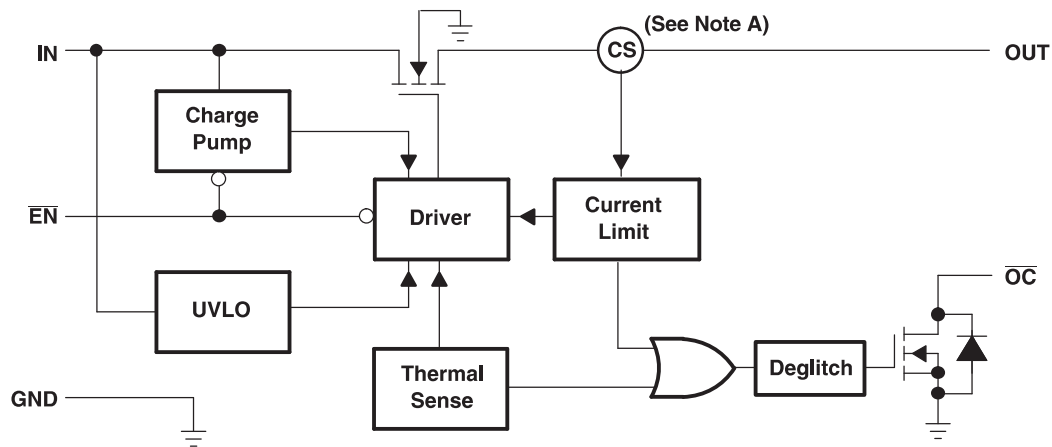 (See Note A)
IN
CS
OUT
Charge
Pump
EN
Driver
Current
Limit
OC
UVLO
Thermal
Sense
Deglitch
GND